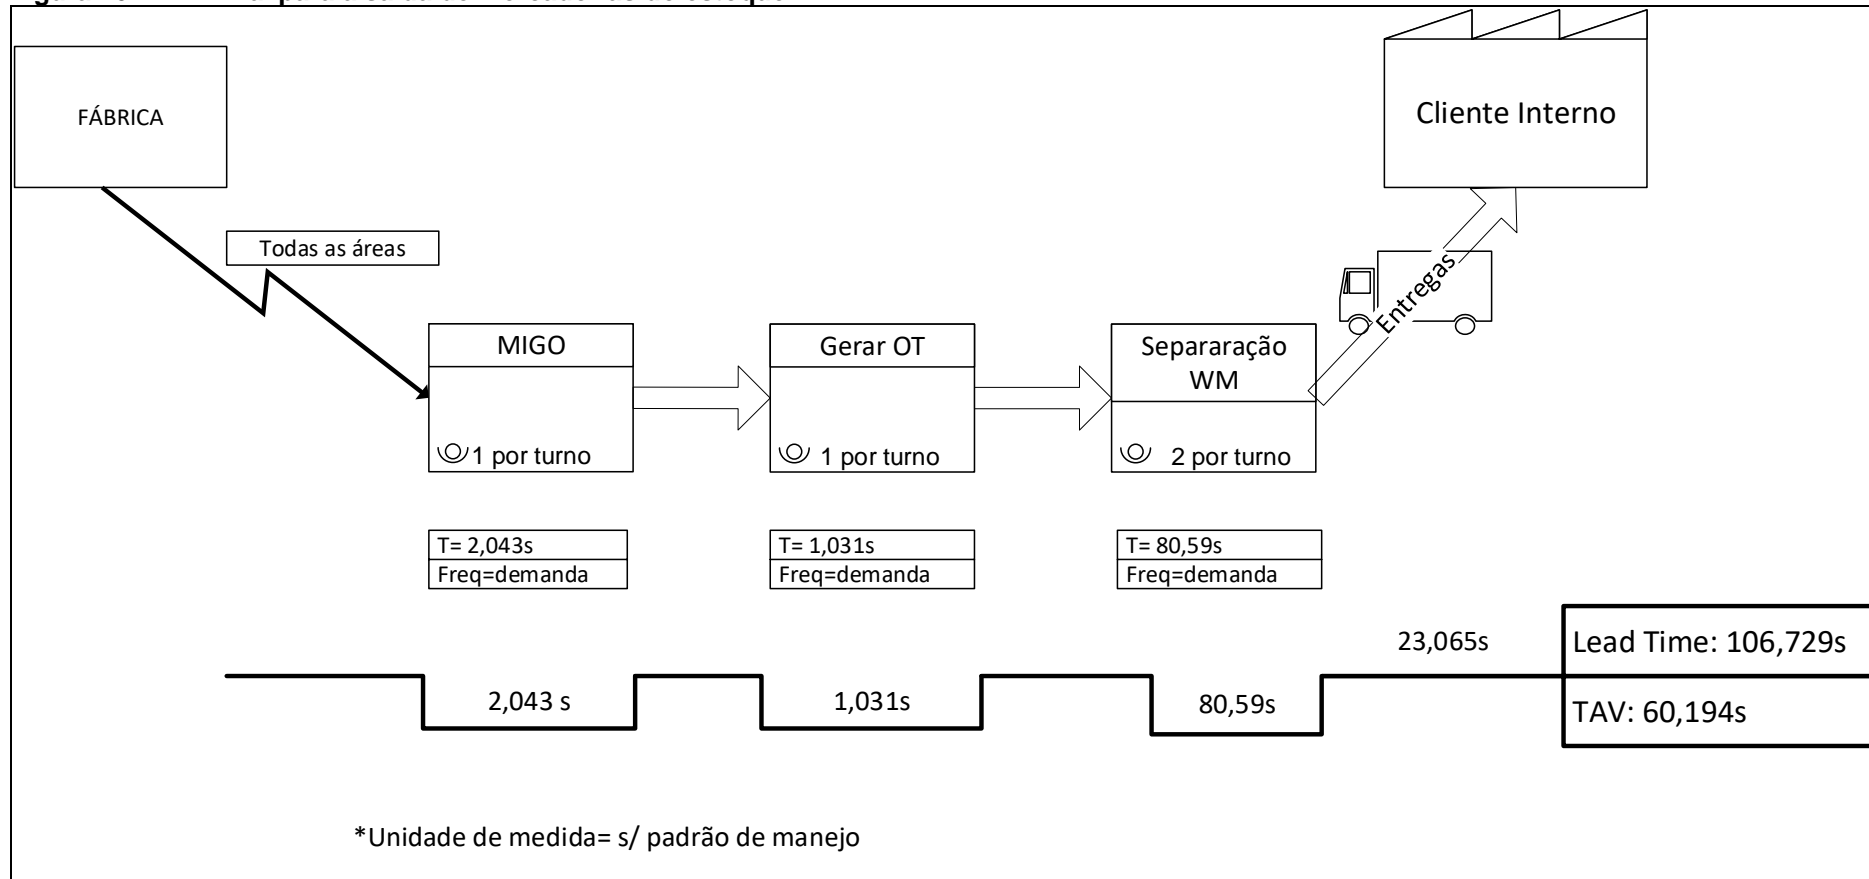 FÁBRICA
Cliente Interno
Todas as áreas
Entregas
MIGO
Gerar OT
Separaração
WM
1 por turno
1 por turno
2 por turno
T= 2,043s
Freq=demanda
T= 1,031s
Freq=demanda
T= 80,59s
Freq=demanda
23,065s
Lead Time: 106,729s
2,043 s
1,031s
80,59s
TAV: 60,194s
*Unidade de medida= s/ padrão de manejo